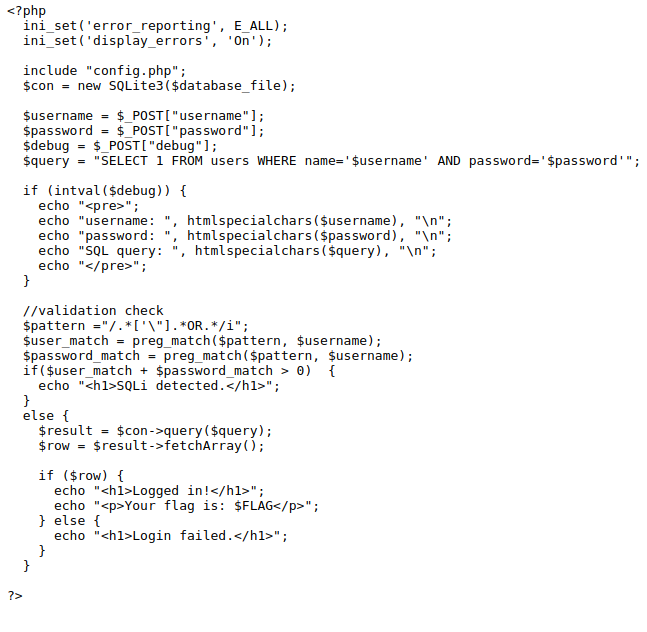 <?php
  ini_set('error_reporting', E_ALL);
  ini_set('display_errors', 'On');

  include "config.php";
  $con = new SQLite3($database_file);

  $username = $_POST["username"];
  $password = $_POST["password"];
  $debug = $_POST["debug"];
  $query = "SELECT 1 FROM users WHERE name='$username' AND password='$password'";

  if (intval($debug)) {
    echo "<pre>";
    echo "username: ", htmlspecialchars($username), "\n";
    echo "password: ", htmlspecialchars($password), "\n";
    echo "SQL query: ", htmlspecialchars($query), "\n";
    echo "</pre>";
  }

  //validation check
  $pattern ="/.*['\"].*OR.*/i";
  $user_match = preg_match($pattern, $username);
  $password_match = preg_match($pattern, $username);
  if($user_match + $password_match > 0)  {
    echo "<h1>SQLi detected.</h1>";
  }
  else {
    $result = $con->query($query);
    $row = $result->fetchArray();

    if ($row) {
      echo "<h1>Logged in!</h1>";
      echo "<p>Your flag is: $FLAG</p>";
    } else {
      echo "<h1>Login failed.</h1>";
    }
  }

?>